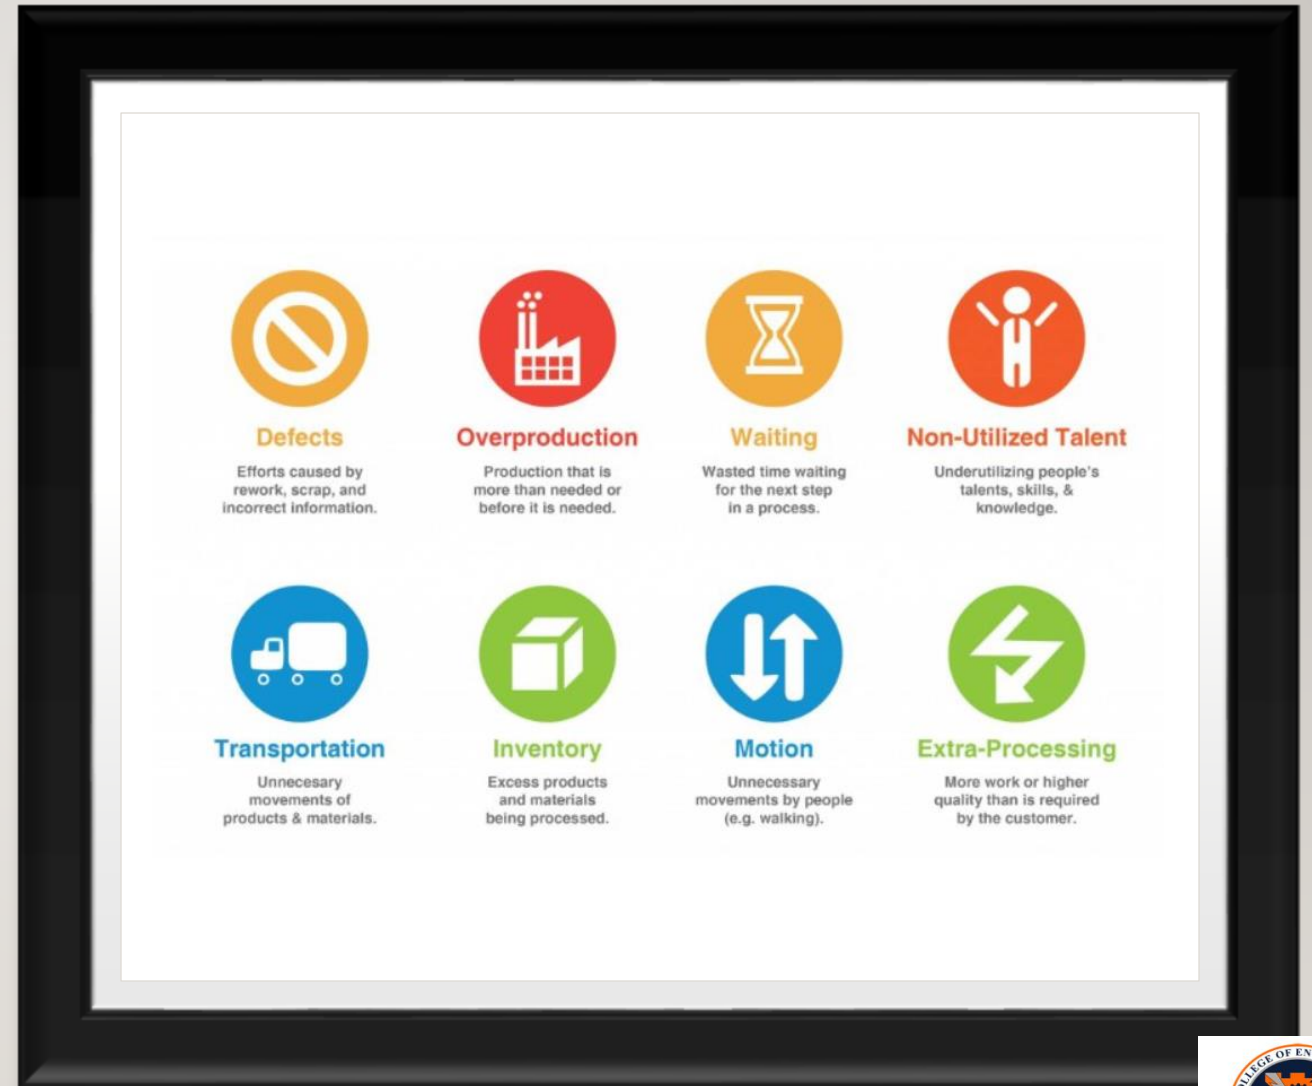 Defects
Efforts caused by
rework, scrap, and
incorrect information.
Overproduction
Production that is
more than needed or
before it is needed.
Waiting
Wasted time waiting
for the next step
in a process.
Non-Utilized Talent
Underutilizing people's
talents, skills, &
knowledge.
Transportation
Unnecesary
movements of
products & materials.
Inventory
Excess products
and materials
being processed.
Motion
Unnecessary
movements by people
(e.g. walking).
Extra-Processing
More work or higher
quality than is required
by the customer.
OF